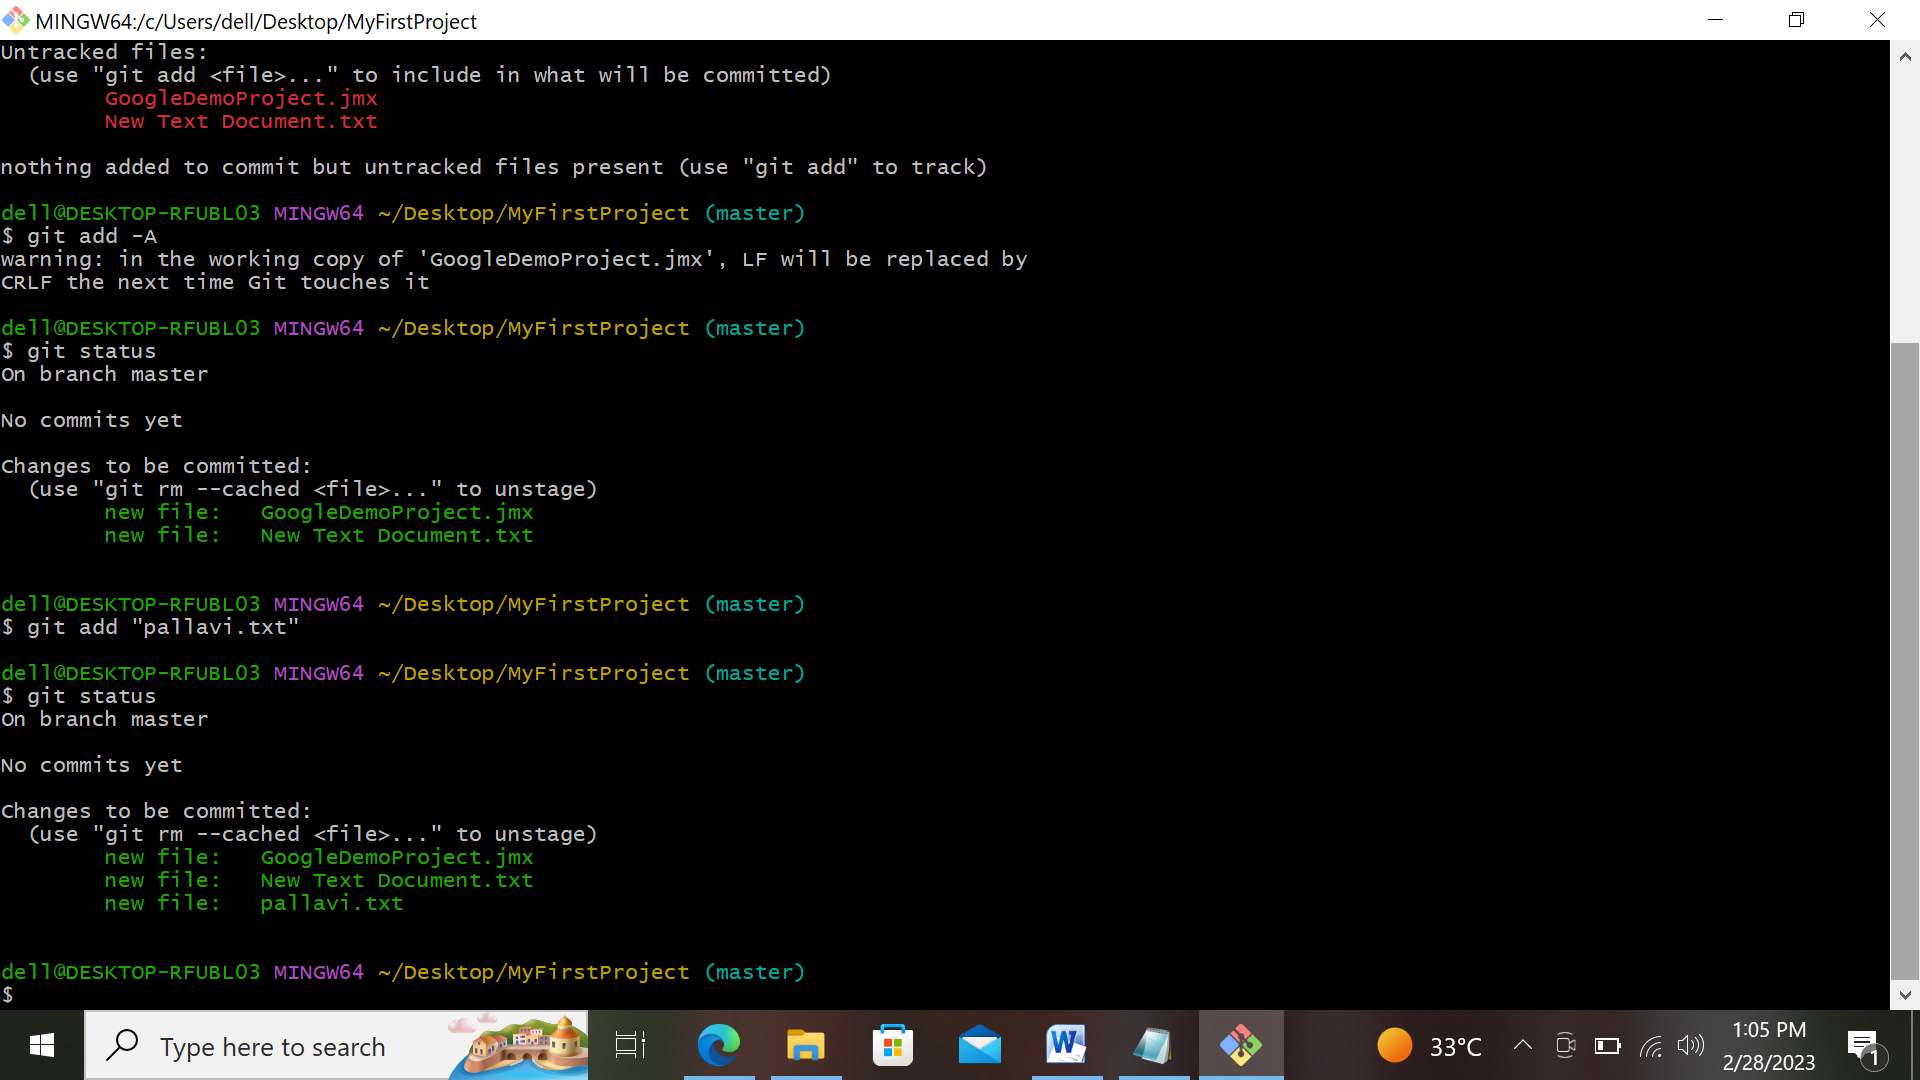 MINGW64:/c/Users/dell/Desktop/MyFirstProject
Untracked files:
  (use "git add <file>..." to include in what will be committed)
        GoogleDemoProject.jmx
        New Text Document.txt

nothing added to commit but untracked files present (use "git add" to track)

dell@DESKTOP-RFUBLO3 MINGW64 ~/Desktop/MyFirstProject (master)
$ git add -A
warning: in the working copy of 'GoogleDemoProject.jmx', LF will be replaced by
CRLF the next time Git touches it

dell@DESKTOP-RFUBLO3 MINGW64 ~/Desktop/MyFirstProject (master)
$ git status
On branch master

No commits yet

Changes to be committed:
  (use "git rm --cached <file>..." to unstage)
        new file:   GoogleDemoProject.jmx
        new file:   New Text Document.txt


dell@DESKTOP-RFUBLO3 MINGW64 ~/Desktop/MyFirstProject (master)
$ git add "pallavi.txt"

dell@DESKTOP-RFUBLO3 MINGW64 ~/Desktop/MyFirstProject (master)
$ git status
On branch master

No commits yet

Changes to be committed:
  (use "git rm --cached <file>..." to unstage)
        new file:   GoogleDemoProject.jmx
        new file:   New Text Document.txt
        new file:   pallavi.txt


dell@DESKTOP-RFUBLO3 MINGW64 ~/Desktop/MyFirstProject (master)
$
Type here to search
33°C
1:05 PM
2/28/2023
1